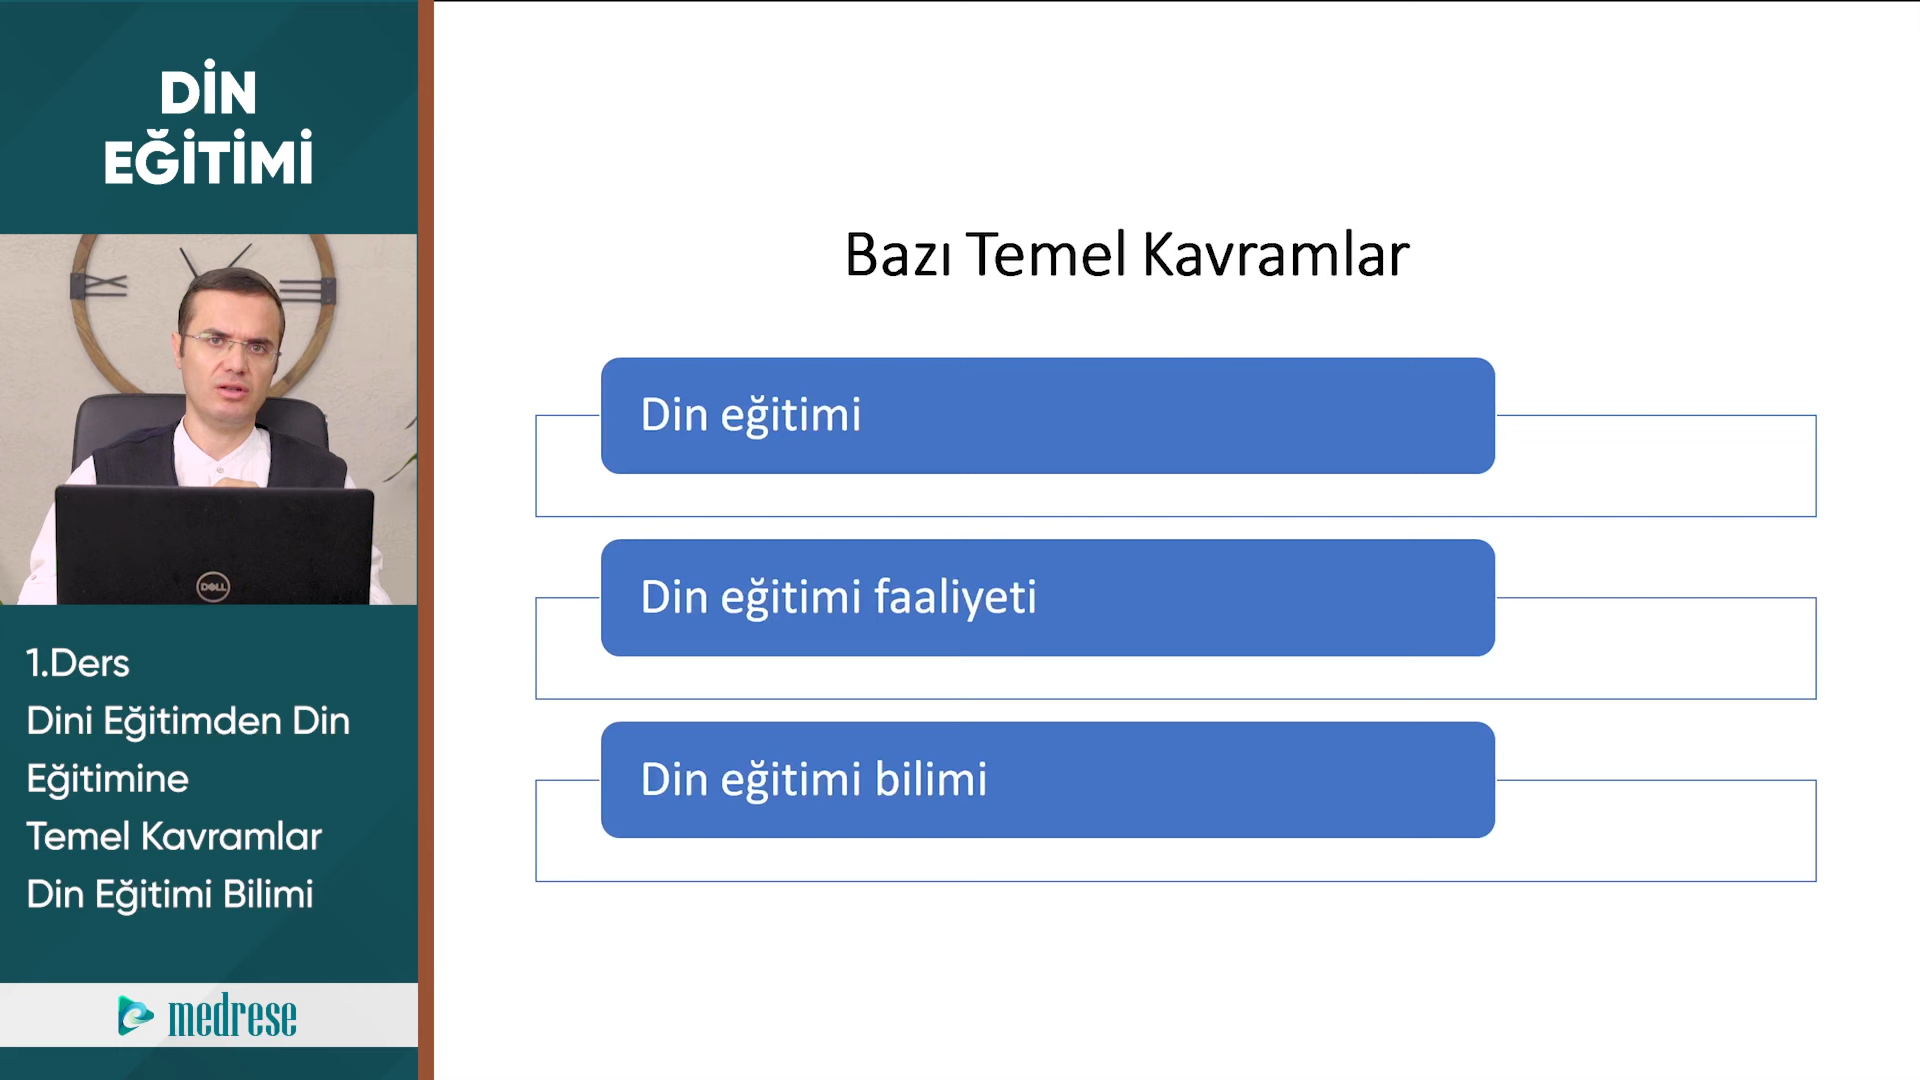 DİN
EĞİTİMİ
DELL
1.Ders
Dini Eğitimden Din
Eğitimine
Temel Kavramlar
Din Eğitimi Bilimi
medrese
Bazı Temel Kavramlar
Din eğitimi
Din eğitimi faaliyeti
Din eğitimi bilimi